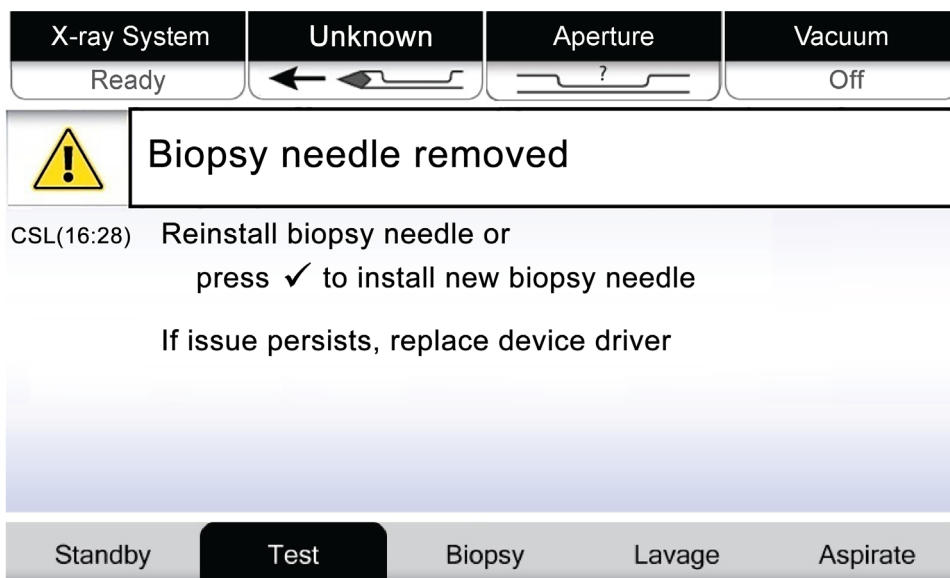 X-ray System
Unknown
Aperture
Vacuum
Ready
?
Off
Biopsy needle removed
CSL(16:28) Reinstall biopsy needle or
press ✓ to install new biopsy needle
If issue persists, replace device driver
Standby
Test
Biopsy
Lavage
Aspirate